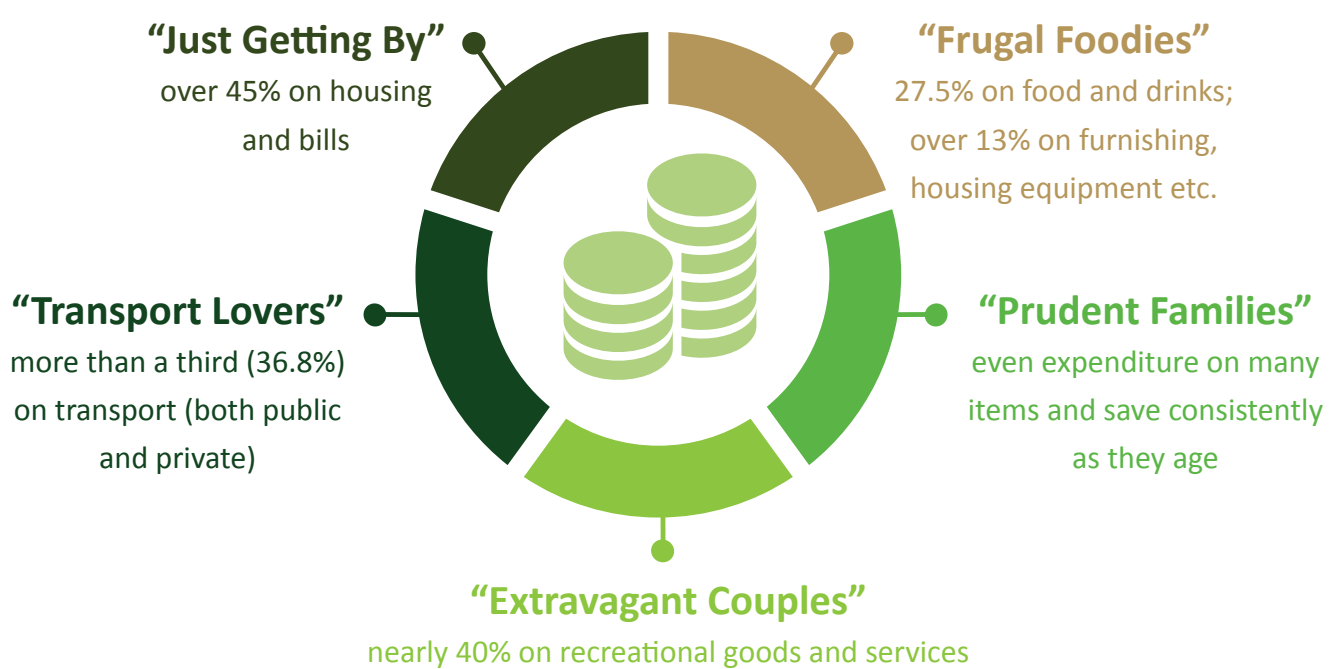 “Just Getting By”
over 45% on housing
and bills
“Frugal Foodies”
27.5% on food and drinks;
over 13% on furnishing,
housing equipment etc.
“Transport Lovers”
more than a third (36.8%)
on transport (both public
and private)
“Prudent Families”
even expenditure on many
items and save consistently
as they age
“Extravagant Couples”
nearly 40% on recreational goods and services